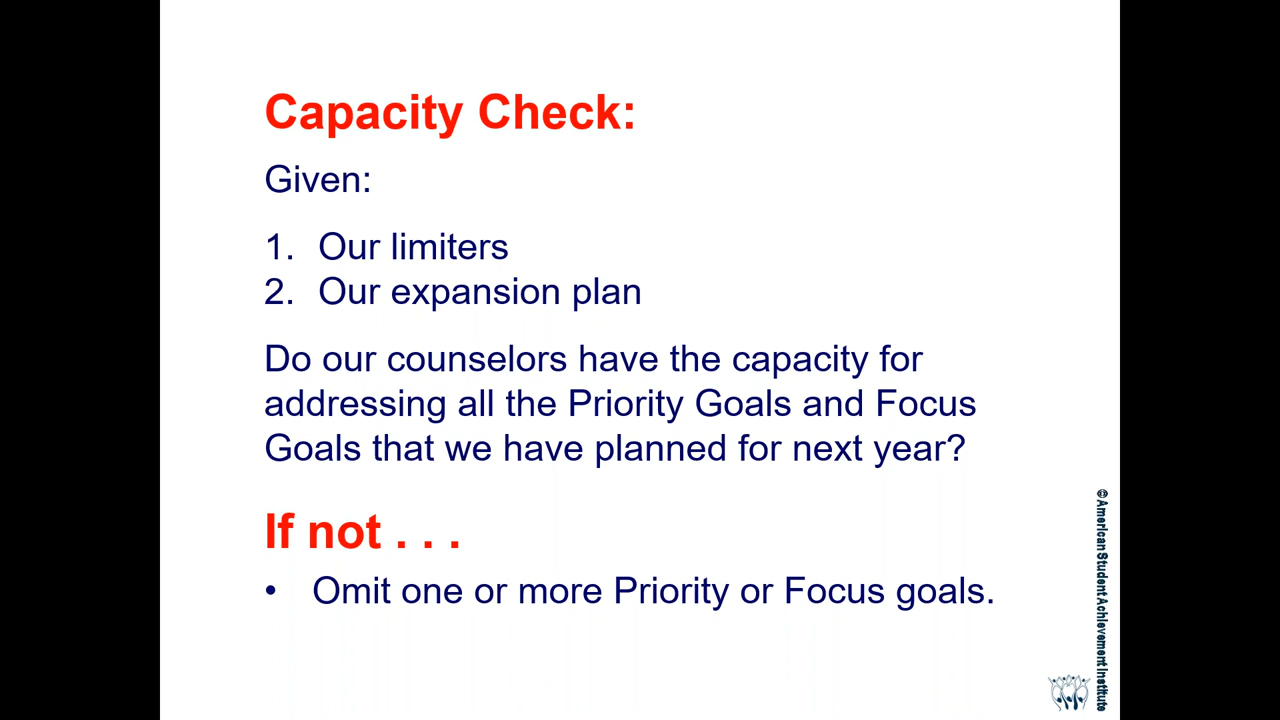 Capacity Check:
Given:
1. Our limiters
2. Our expansion plan
Do our counselors have the capacity for
addressing all the Priority Goals and Focus
Goals that we have planned for next year?
If not . . .
• Omit one or more Priority or Focus goals.
© American Student Achievement Institute